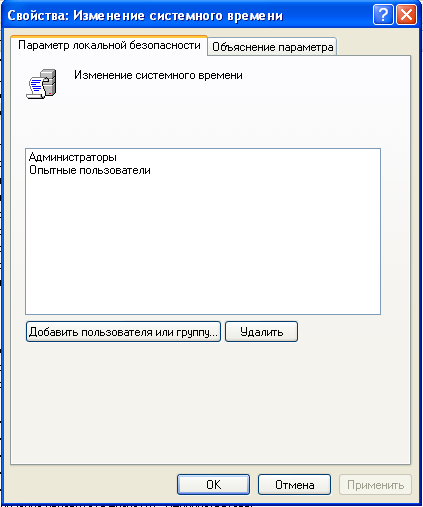 Свойства: Изменение системного времени
Параметр локальной безопасности
Объяснение параметра
Изменение системного времени
Администраторы
Опытные пользователи
Добавить пользователя или группу...
Удалить
OK
Отмена
Применить